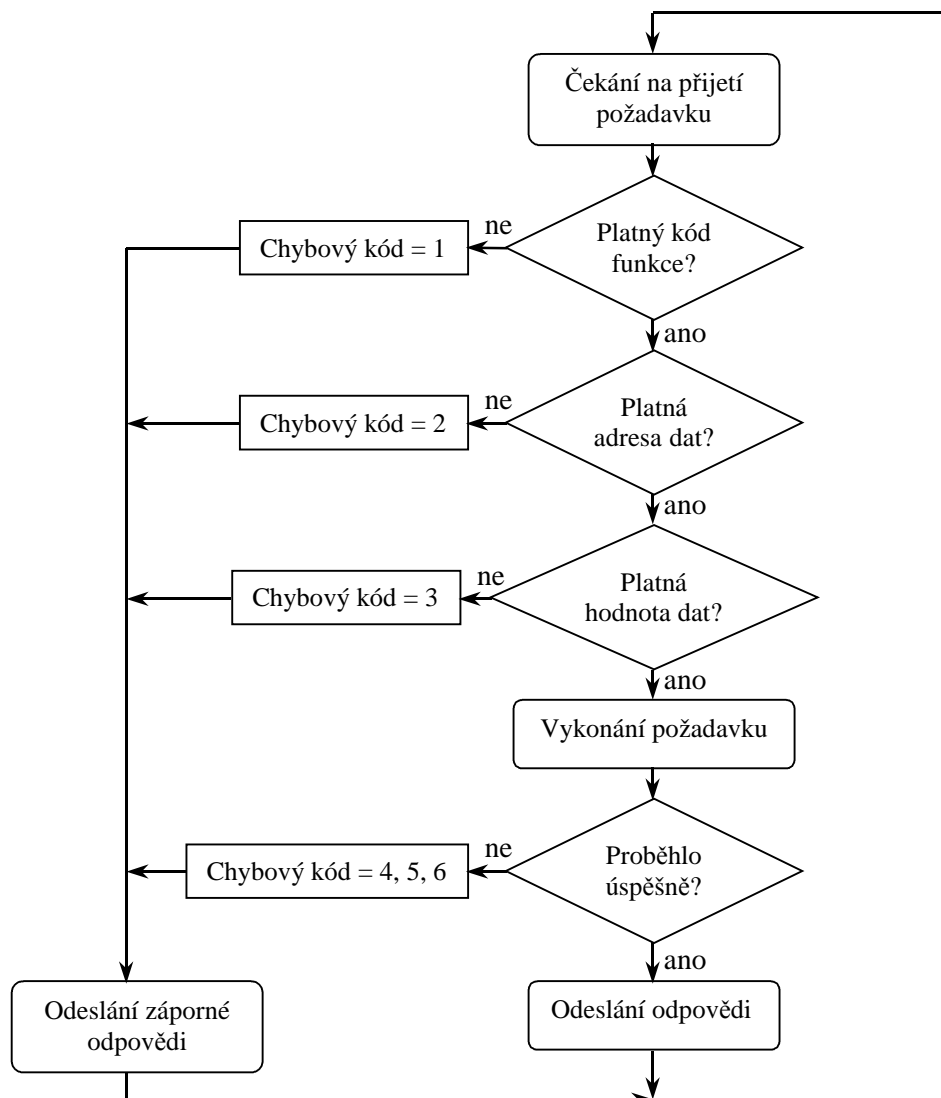 Čekání na přijetí
požadavku
ne
Chybový kód = 1
Platný kód
funkce?
ano
ne
Chybový kód = 2
Platná
adresa dat?
ano
ne
Chybový kód = 3
Platná
hodnota dat?
ano
Vykonání požadavku
ne
Chybový kód = 4, 5, 6
Proběhlo
úspěšně?
ano
Odeslání záporné
odpovědi
Odeslání odpovědi